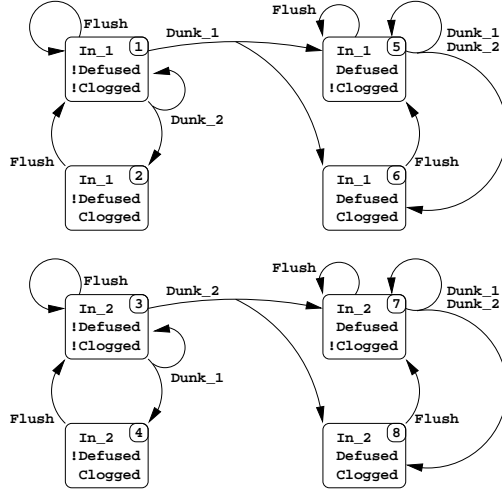 Flush
In_1 1
!Defused
!Clogged
Dunk_1
Flush
In_1 5
Defused
!Clogged
Dunk_1
Dunk_2
Dunk_2
Flush
In_1 2
!Defused
Clogged
In_1 6
Defused
Clogged
Flush
Flush
In_2 3
!Defused
!Clogged
Dunk_2
Flush
In_2 7
Defused
!Clogged
Dunk_1
Dunk_2
Dunk_1
Flush
In_2 4
!Defused
Clogged
In_2 8
Defused
Clogged
Flush